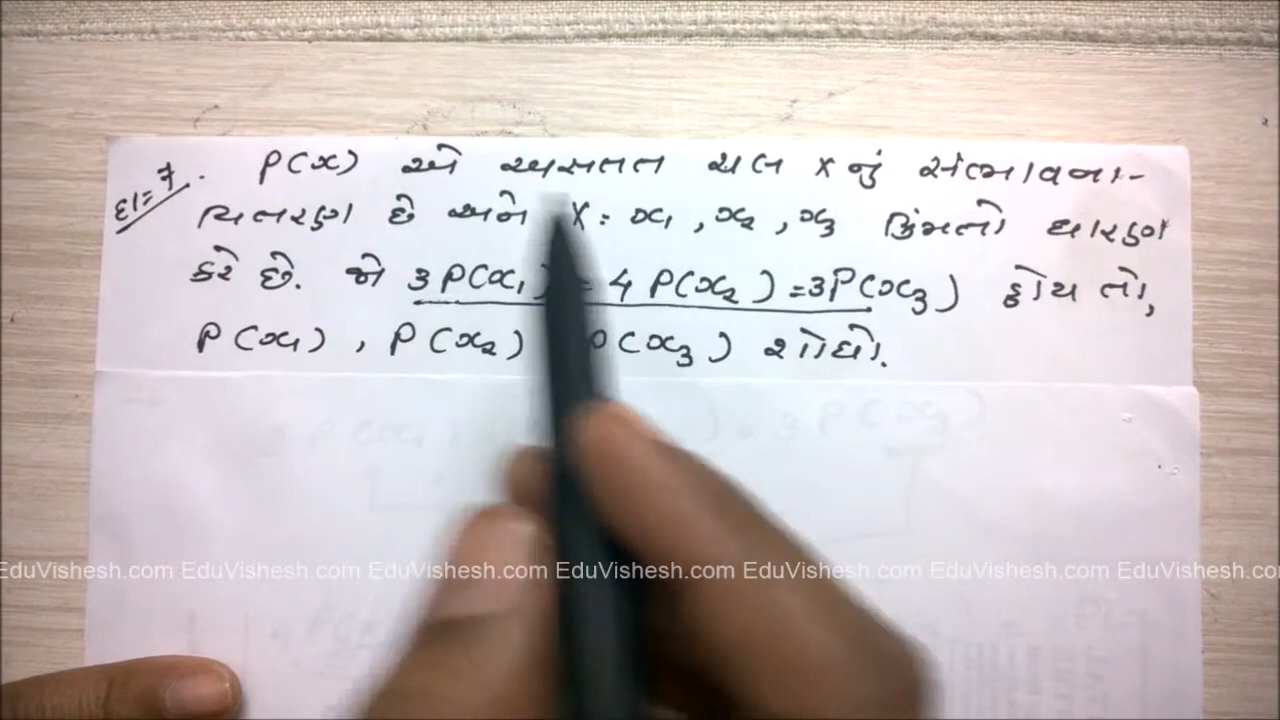 દા=7. P(x) એ અસતત ચલ X નું સંભાવના-
વિતરણ છે અને X = x₁, x₂, x₃ કિંમતો ધારણ
કરે છે. જો 3P(x₁) = 4P(x₂) = 3P(x₃) હોય તો,
P(x₁), P(x₂) P(x₃) શોધો.
EduVishesh.com EduVishesh.com EduVishesh.com EduVishesh.com EduVishesh.com EduVishesh.com EduVishesh.com